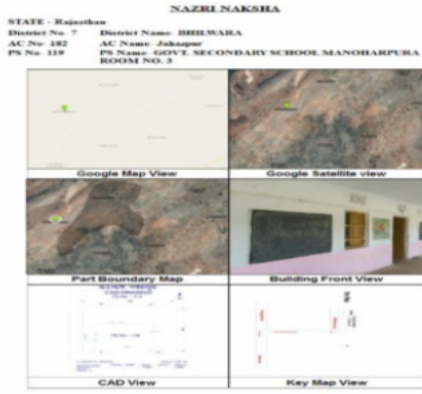 NAZRI NAKSHA
STATE - Rajasthan
District No- 7 District Name- BHILWARA
AC No- 182 AC Name- Jahazpur
PS No- 119 PS Name- GOVT. SECONDARY SCHOOL MANOHARPURA
ROOM NO. 3
Google Map View Google Satellite view
Part Boundary Map Building Front View
CAD View Key Map View